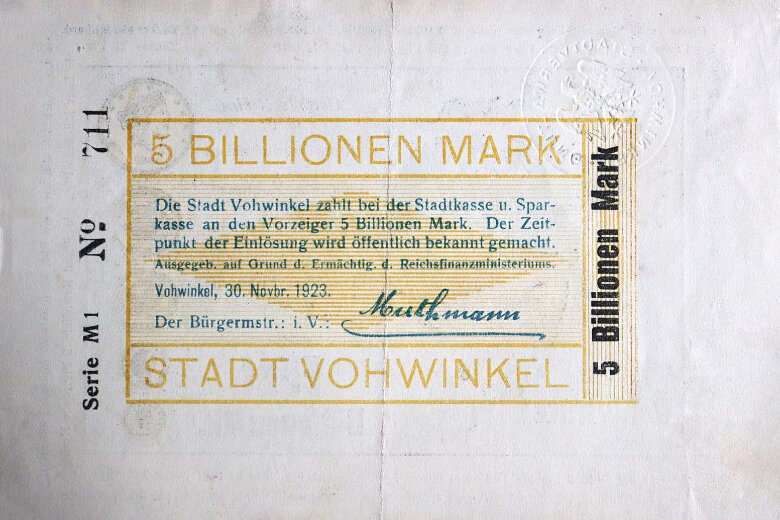 5 BILLIONEN MARK
Die Stadt Vohwinkel zahlt bei der Stadtkasse u. Spar-
kasse an den Vorzeiger 5 Billionen Mark. Der Zeit-
punkt der Einlösung wird öffentlich bekannt gemacht.
Ausgegeb. auf Grund d. Ermächtig. d. Reichsfinanzministeriums.
Vohwinkel, 30. Novbr. 1923.
Muthmann
Der Bürgermstr.: i. V.:
STADT VOHWINKEL
Serie M 1 No 711
5 Billionen Mark